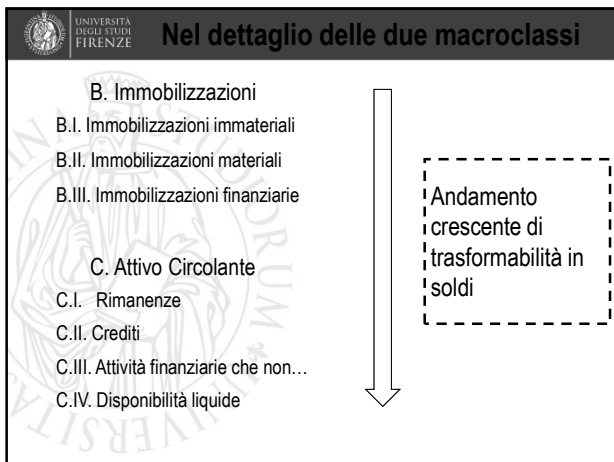 UNIVERSITÀ
DEGLI STUDI
FIRENZE
Nel dettaglio delle due macroclassi
B. Immobilizzazioni
B.I. Immobilizzazioni immateriali
B.II. Immobilizzazioni materiali
B.III. Immobilizzazioni finanziarie
C. Attivo Circolante
C.I. Rimanenze
C.II. Crediti
C.III. Attività finanziarie che non…
C.IV. Disponibilità liquide
Andamento
crescente di
trasformabilità in
soldi